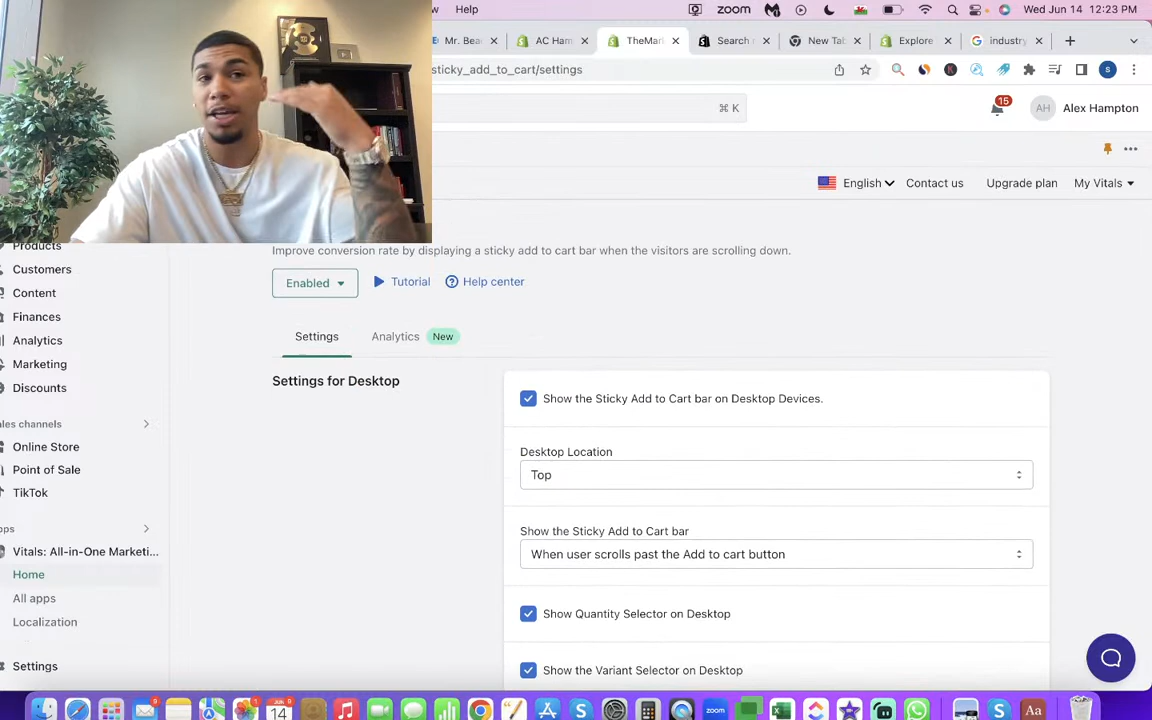 w Help zoom Wed Jun 14 12:23 PM
Mr. Bea AC Ham TheMar Search r New Tab Explore industry
sticky_add_to_cart/settings
⌘ K 15 AH Alex Hampton
English Contact us Upgrade plan My Vitals
Improve conversion rate by displaying a sticky add to cart bar when the visitors are scrolling down.
Enabled Tutorial Help center
Settings Analytics New
Settings for Desktop
Show the Sticky Add to Cart bar on Desktop Devices.
Desktop Location
Top
Show the Sticky Add to Cart bar
When user scrolls past the Add to cart button
Show Quantity Selector on Desktop
Show the Variant Selector on Desktop
Products
Customers
Content
Finances
Analytics
Marketing
Discounts
ales channels
Online Store
Point of Sale
TikTok
pps
Vitals: All-in-One Marketi...
Home
All apps
Localization
Settings
JUN
14
zoom
Aa